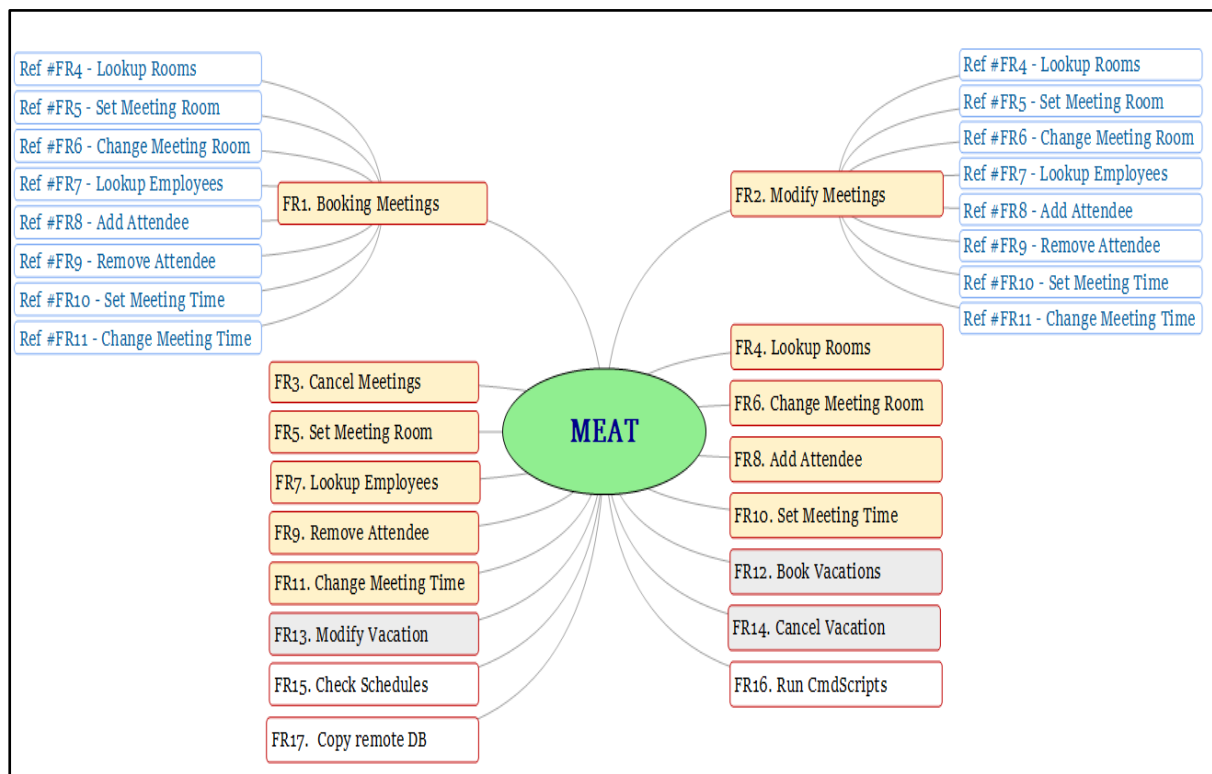 Ref #FR4 - Lookup Rooms
Ref #FR5 - Set Meeting Room
Ref #FR6 - Change Meeting Room
Ref #FR7 - Lookup Employees
Ref #FR8 - Add Attendee
Ref #FR9 - Remove Attendee
Ref #FR10 - Set Meeting Time
Ref #FR11 - Change Meeting Time
FR1. Booking Meetings
FR2. Modify Meetings
Ref #FR4 - Lookup Rooms
Ref #FR5 - Set Meeting Room
Ref #FR6 - Change Meeting Room
Ref #FR7 - Lookup Employees
Ref #FR8 - Add Attendee
Ref #FR9 - Remove Attendee
Ref #FR10 - Set Meeting Time
Ref #FR11 - Change Meeting Time
FR3. Cancel Meetings
FR5. Set Meeting Room
FR7. Lookup Employees
FR9. Remove Attendee
FR11. Change Meeting Time
FR13. Modify Vacation
FR15. Check Schedules
FR17. Copy remote DB
MEAT
FR4. Lookup Rooms
FR6. Change Meeting Room
FR8. Add Attendee
FR10. Set Meeting Time
FR12. Book Vacations
FR14. Cancel Vacation
FR16. Run CmdScripts